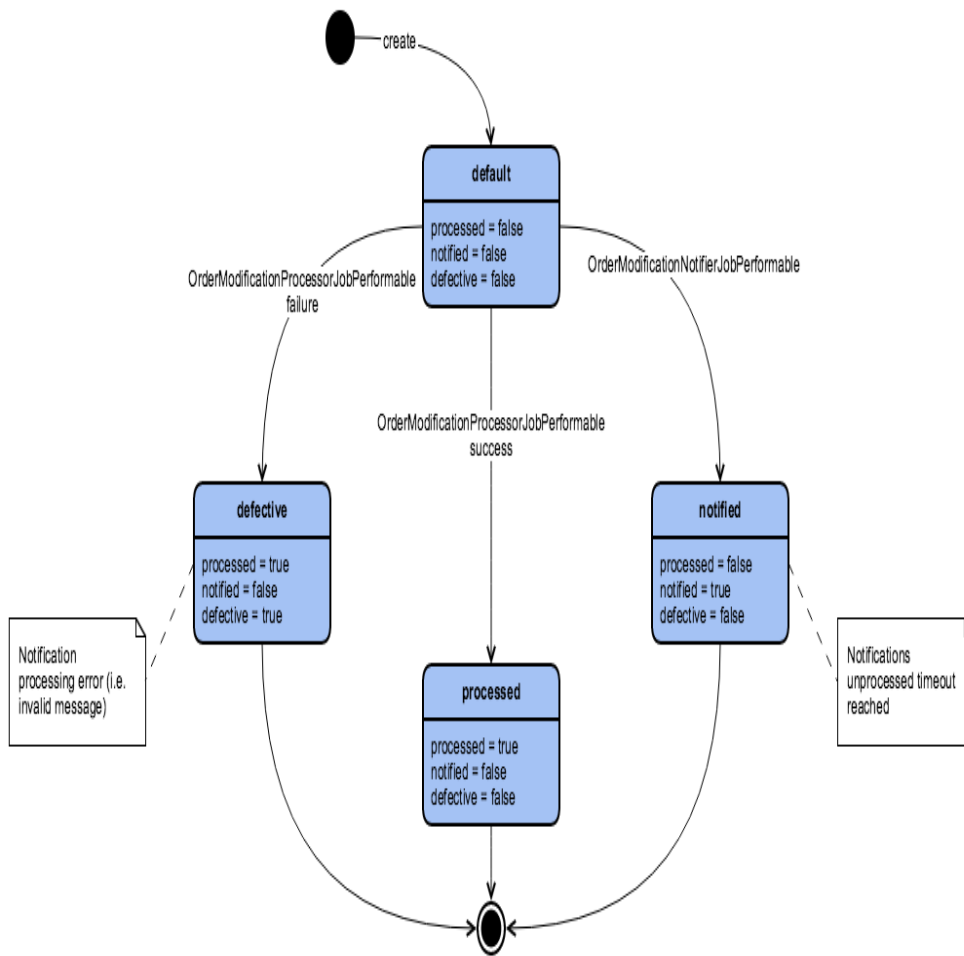 create
default
processed = false
notified = false
defective = false
OrderModificationProcessorJobPerformable
failure
OrderModificationNotifierJobPerformable
OrderModificationProcessorJobPerformable
success
defective
processed = true
notified = false
defective = true
notified
processed = false
notified = true
defective = false
Notification
processing error (i.e.
invalid message)
Notifications
unprocessed timeout
reached
processed
processed = true
notified = false
defective = false